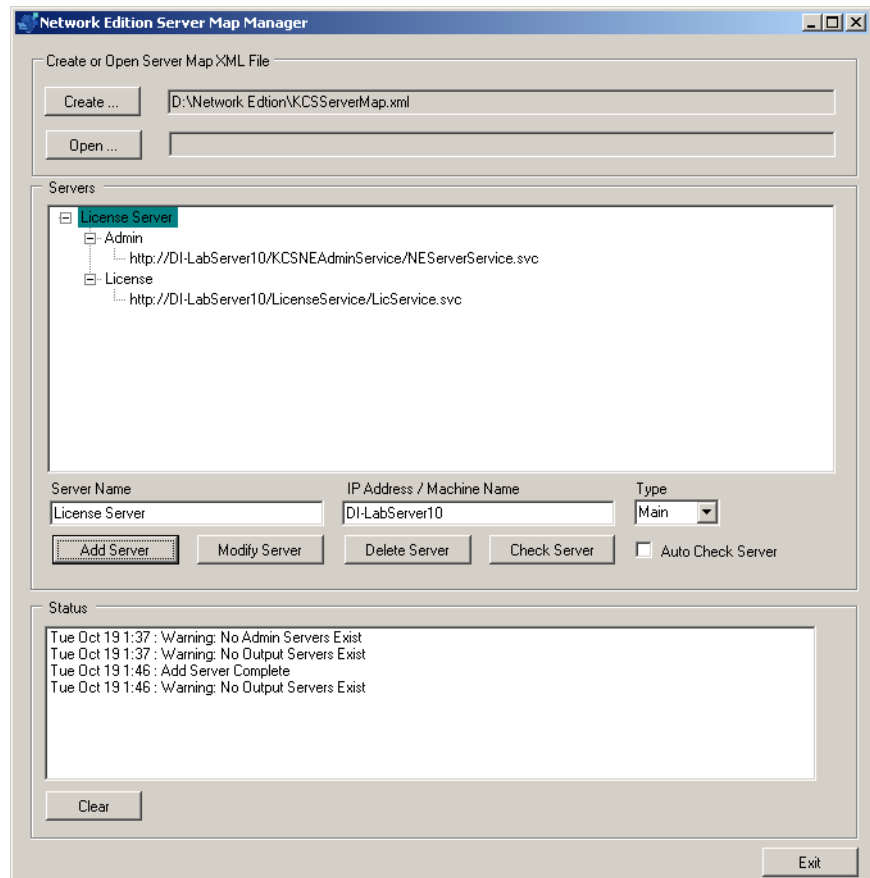 Network Edition Server Map Manager
Create or Open Server Map XML File
Create ...
D:\Network Edtion\KCSServerMap.xml
Open ...
Servers
License Server
Admin
http://DI-LabServer10/KCSNEAdminService/NEServerService.svc
License
http://DI-LabServer10/LicenseService/LicService.svc
Server Name IP Address / Machine Name Type
License Server DI-LabServer10 Main
Add Server Modify Server Delete Server Check Server Auto Check Server
Status
Tue Oct 19 1:37 : Warning: No Admin Servers Exist
Tue Oct 19 1:37 : Warning: No Output Servers Exist
Tue Oct 19 1:46 : Add Server Complete
Tue Oct 19 1:46 : Warning: No Output Servers Exist
Clear
Exit